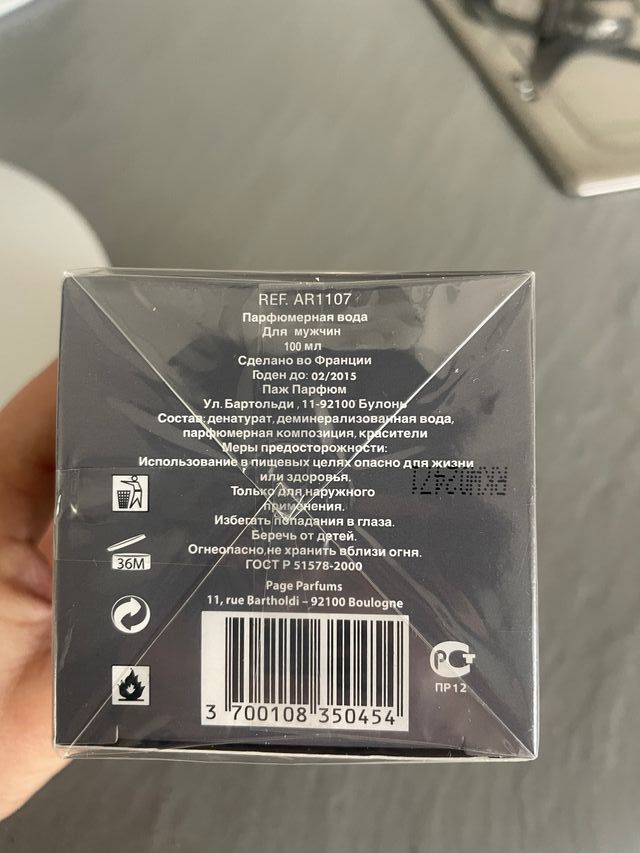 REF. AR1107
Парфюмерная вода
Для мужчин
100 мл
Сделано во Франции
Годен до: 02/2015
Паж Парфюм
Ул. Бартольди , 11-92100 Булонь
Состав: денатурат, деминерализованная вода,
парфюмерная композиция, красители
Меры предосторожности:
Использование в пищевых целях опасно для жизни
или здоровья.
Только для наружного
применения.
Избегать попадания в глаза.
Беречь от детей.
Огнеопасно,не хранить вблизи огня.
ГОСТ Р 51578-2000
36M
Page Parfums
11, rue Bartholdi – 92100 Boulogne
3 700108 350454
РСТ
ПР12